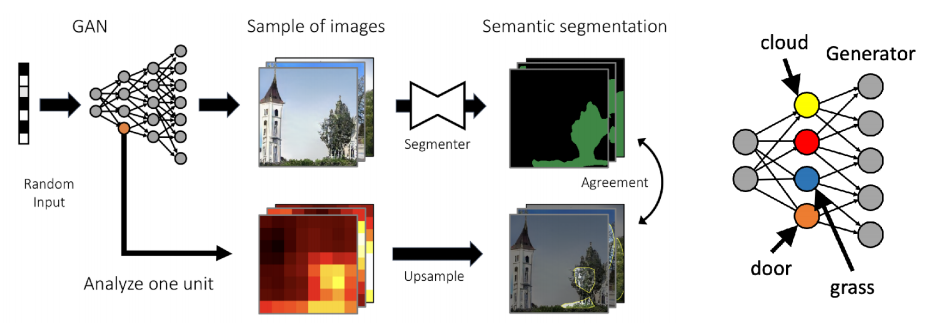 GAN
Sample of images
Semantic segmentation
cloud
Generator
Segmenter
Random
Input
Agreement
Analyze one unit
Upsample
door
grass